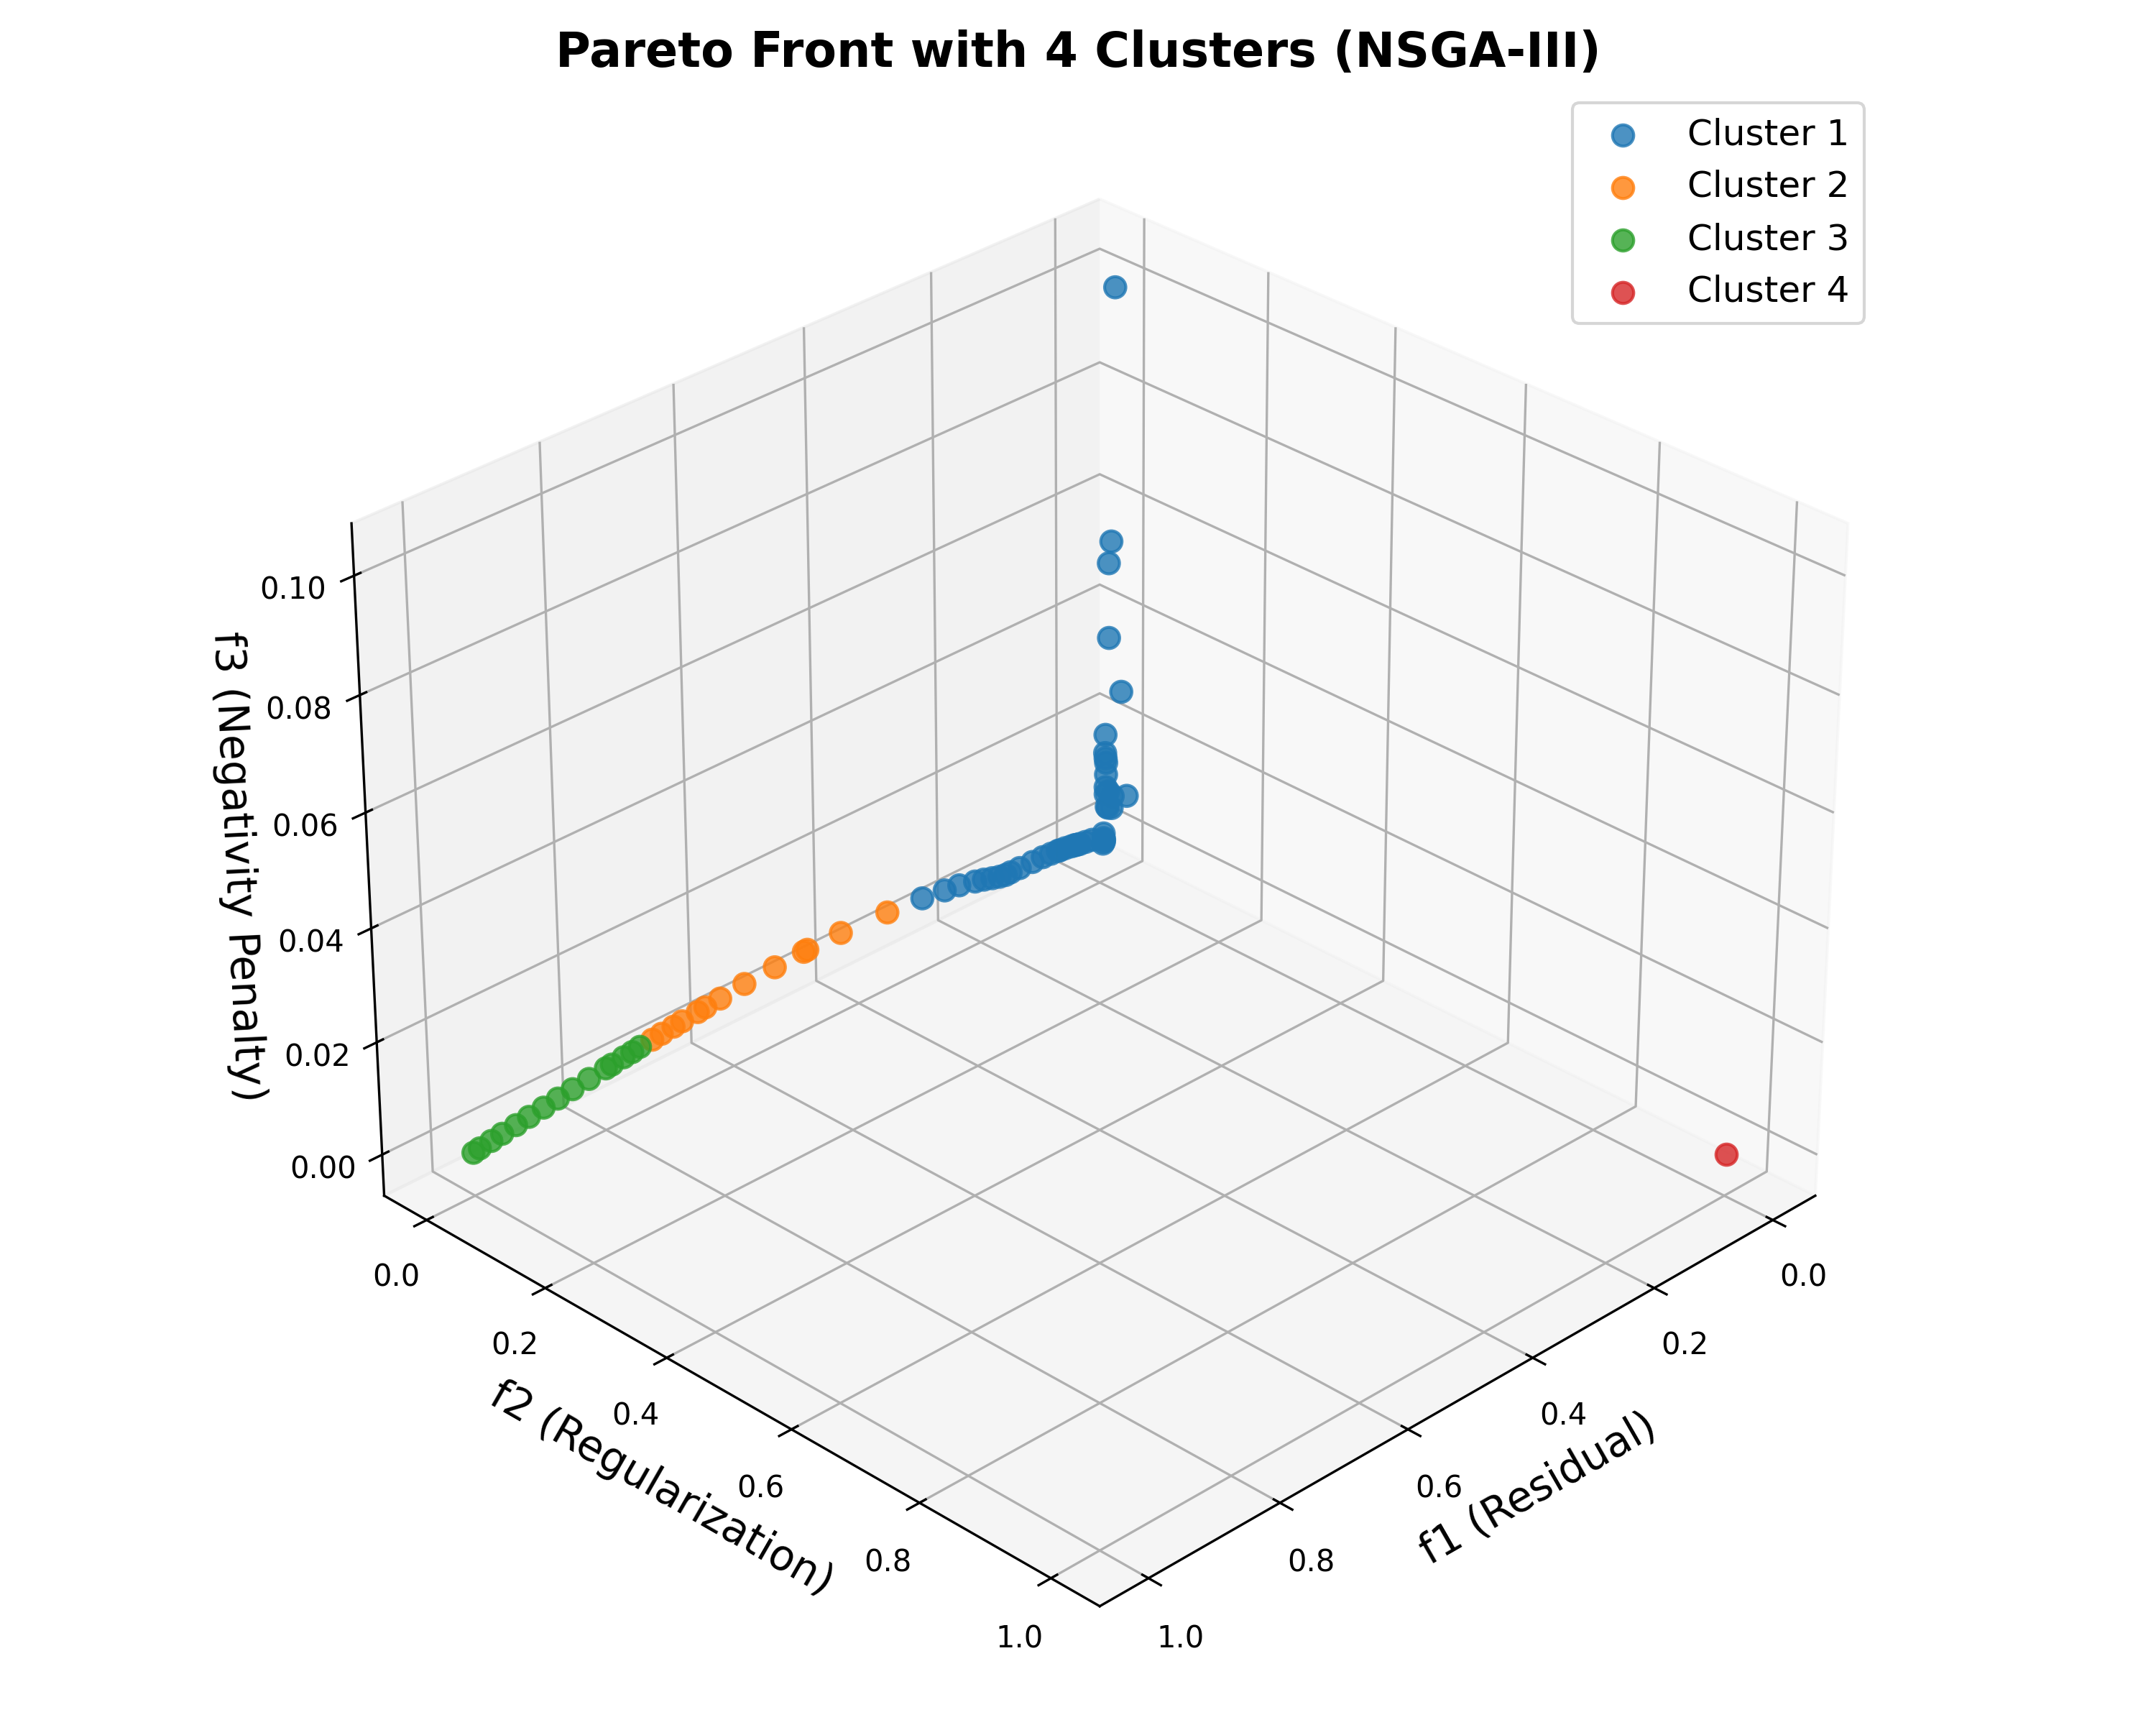 Pareto Front with 4 Clusters (NSGA-III)
Cluster 1
Cluster 2
Cluster 3
Cluster 4
0.10
0.08
0.06
0.04
0.02
0.00
f3 (Negativity Penalty)
0.0
0.2
0.4
0.6
0.8
1.0
f2 (Regularization)
0.0
0.2
0.4
0.6
0.8
1.0
f1 (Residual)